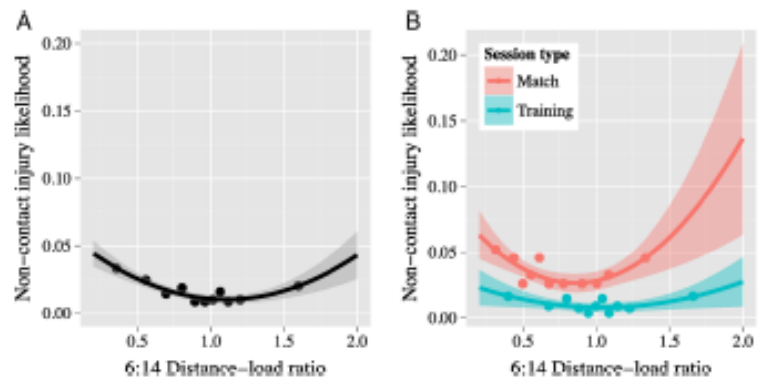 A
Non-contact injury likelihood
0.20
0.15
0.10
0.05
0.00
0.5 1.0 1.5 2.0
6:14 Distance-load ratio
B
Non-contact injury likelihood
0.20
0.15
0.10
0.05
0.00
Session type
Match
Training
0.5 1.0 1.5 2.0
6:14 Distance-load ratio